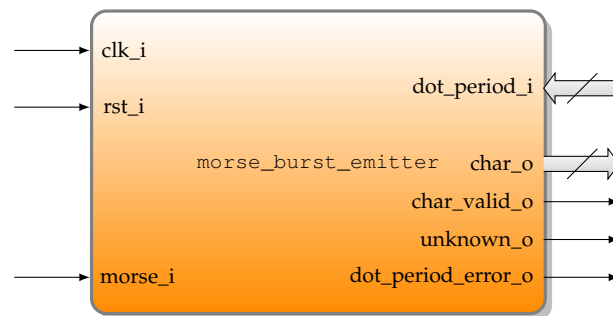 clk_i
dot_period_i
rst_i
morse_burst_emitter
char_o
char_valid_o
unknown_o
morse_i
dot_period_error_o